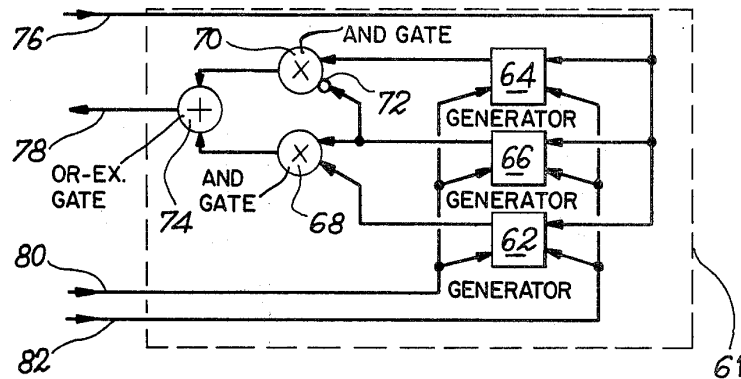 76
70
AND GATE
64
72
GENERATOR
78
OR-EX.
GATE
74
AND
GATE
68
66
GENERATOR
62
80
GENERATOR
82
61